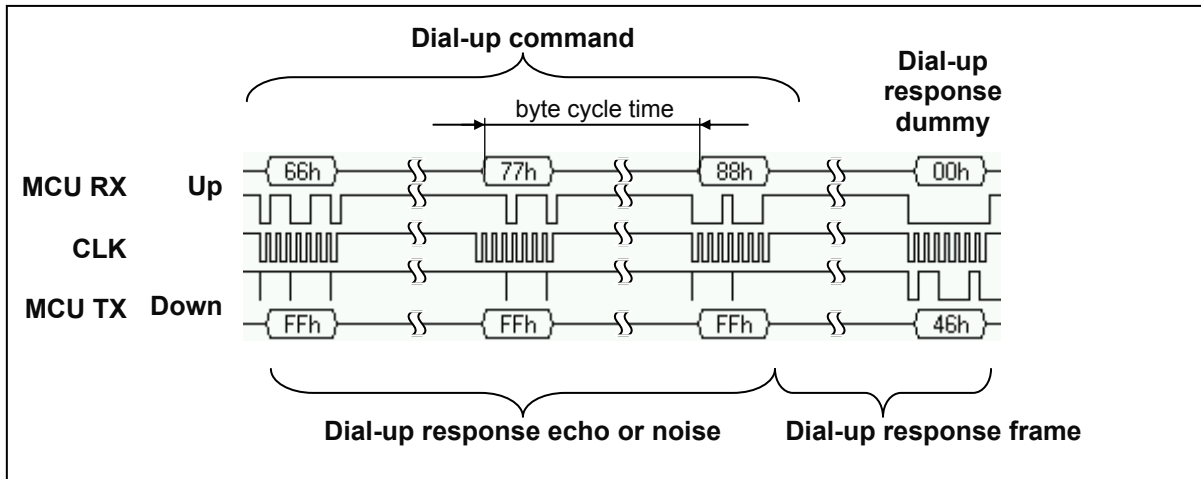 Dial-up command
Dial-up
response
dummy
byte cycle time
66h 77h 88h 00h
MCU RX Up
CLK
MCU TX Down
FFh FFh FFh 46h
Dial-up response echo or noise Dial-up response frame